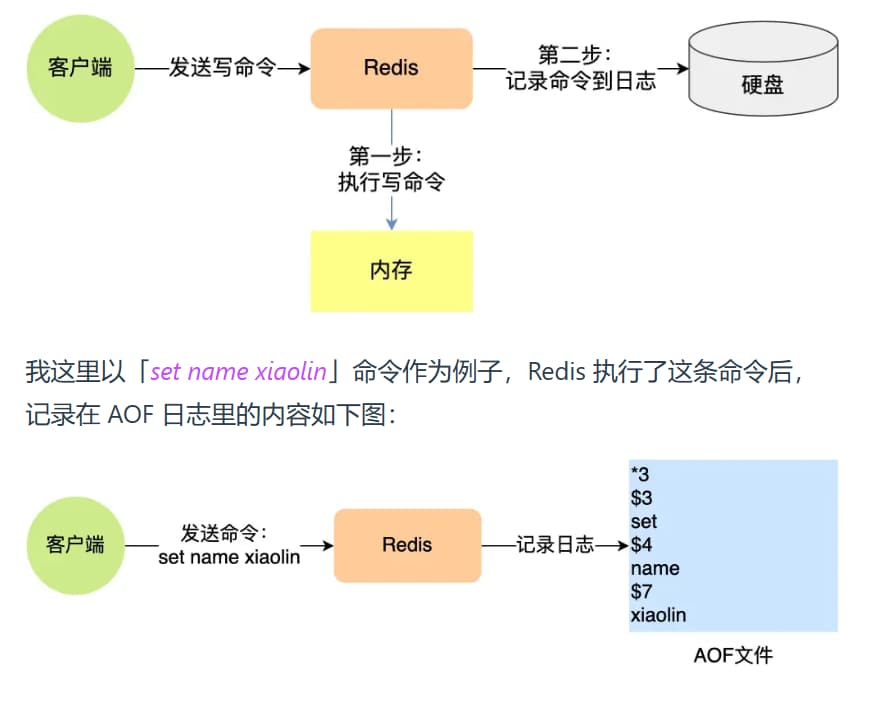 客户端
发送写命令
Redis
第二步：
记录命令到日志
硬盘
第一步：
执行写命令
内存
我这里以「set name xiaolin」命令作为例子，Redis 执行了这条命令后，
记录在 AOF 日志里的内容如下图：
客户端
发送命令：
set name xiaolin
Redis
记录日志
*3
$3
set
$4
name
$7
xiaolin
AOF文件